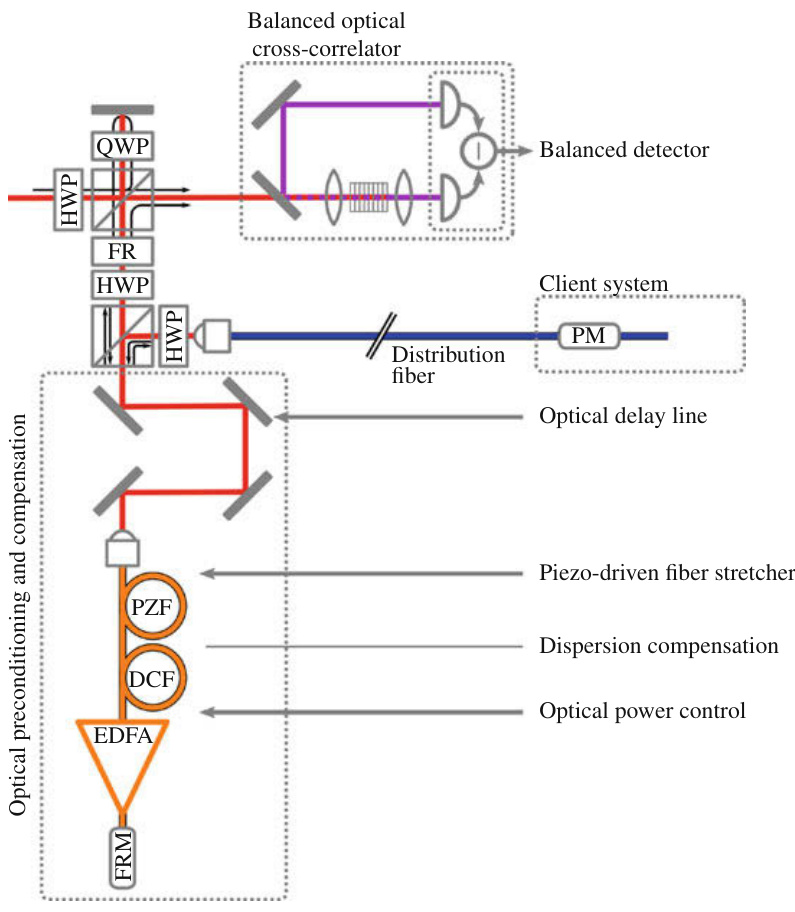 Balanced optical
cross-correlator
QWP
HWP
Balanced detector
FR
HWP
Client system
HWP
PM
Distribution
fiber
Optical preconditioning and compensation
Optical delay line
Piezo-driven fiber stretcher
PZF
Dispersion compensation
DCF
Optical power control
EDFA
FRM